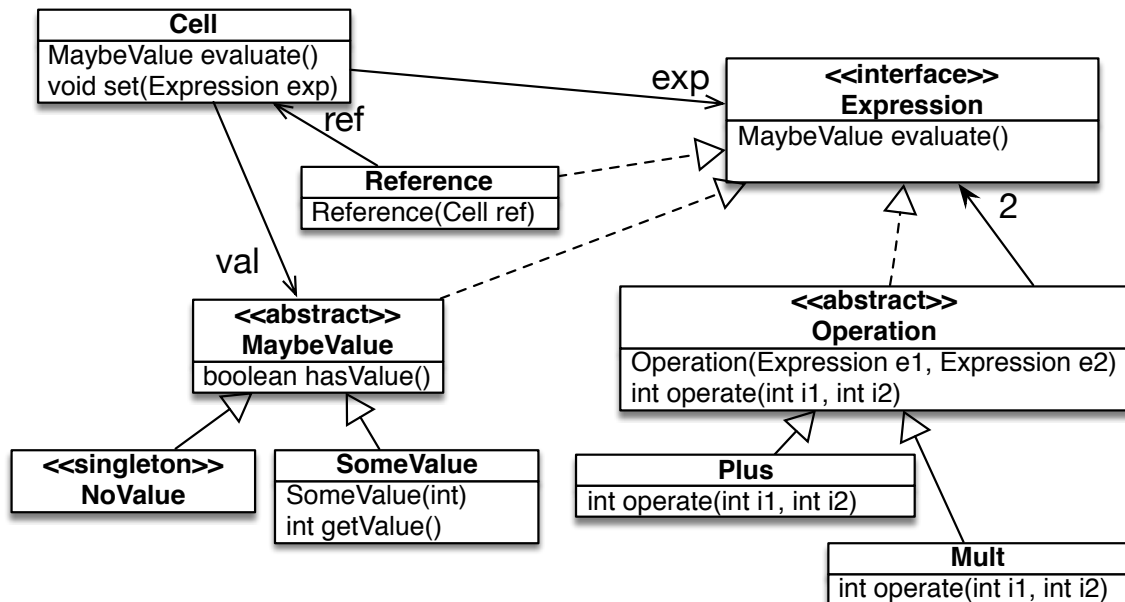 Cell
MaybeValue evaluate()
void set(Expression exp)
exp
<<interface>>
Expression
MaybeValue evaluate()
ref
Reference
Reference(Cell ref)
2
val
<<abstract>>
MaybeValue
boolean hasValue()
<<abstract>>
Operation
Operation(Expression e1, Expression e2)
int operate(int i1, int i2)
<<singleton>>
NoValue
SomeValue
SomeValue(int)
int getValue()
Plus
int operate(int i1, int i2)
Mult
int operate(int i1, int i2)